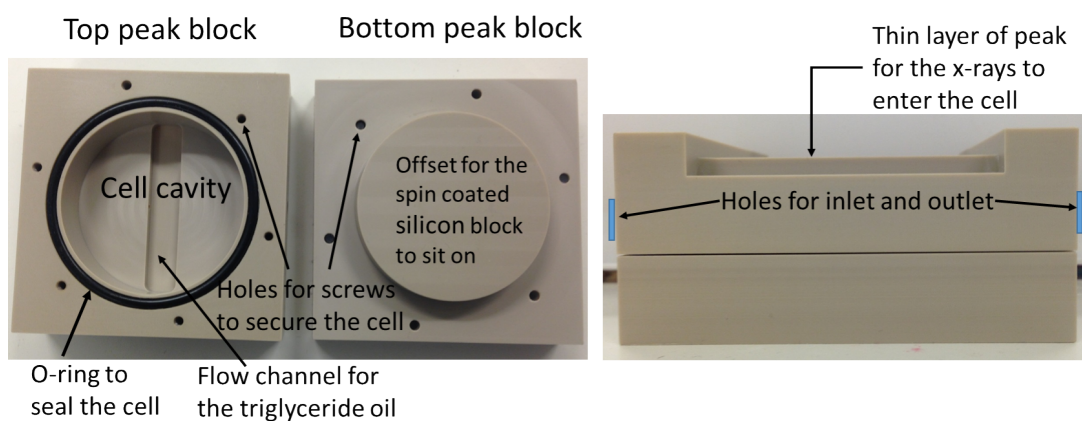 Top peak block
Bottom peak block
Thin layer of peak
for the x-rays to
enter the cell
Cell cavity
Offset for the
spin coated
silicon block
to sit on
Holes for inlet and outlet
Holes for screws
to secure the cell
O-ring to
seal the cell
Flow channel for
the triglyceride oil